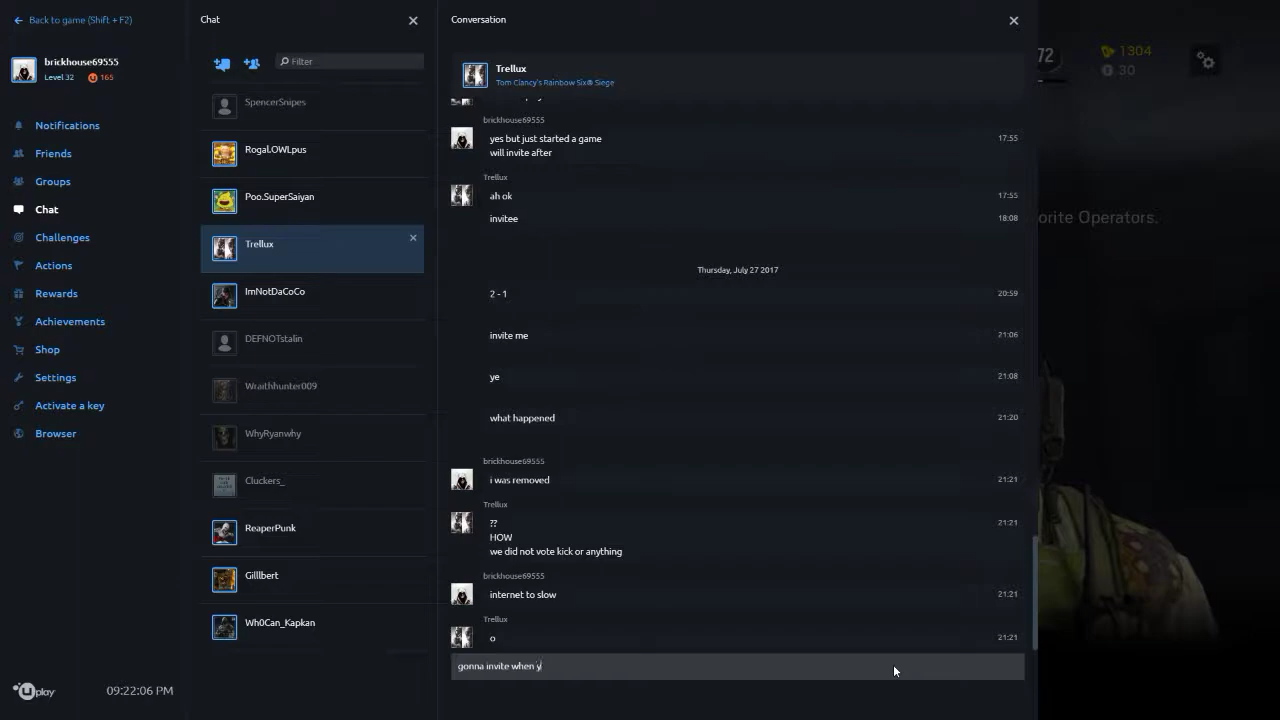 Back to game (Shift + F2)
brickhouse69555
Level 32
165
Notifications
Friends
Groups
Chat
Challenges
Actions
Rewards
Achievements
Shop
Settings
Activate a key
Browser
uplay
09:22:06 PM
Chat
Filter
SpencerSnipes
Rogal.OWLpus
Poo.SuperSaiyan
Trellux
ImNotDaCoCo
DEFNOTstalin
Wraithhunter009
WhyRyanwhy
Cluckers_
ReaperPunk
Gilllbert
Wh0Can_Kapkan
Conversation
Trellux
Tom Clancy's Rainbow Six® Siege
brickhouse69555
yes but just started a game 17:55
will invite after
Trellux
ah ok 17:55
invitee 18:08
Thursday, July 27 2017
2 - 1 20:59
invite me 21:06
ye 21:08
what happened 21:20
brickhouse69555
i was removed 21:21
Trellux
?? 21:21
HOW
we did not vote kick or anything
brickhouse69555
internet to slow 21:21
Trellux
o 21:21
gonna invite when y
72
1304
30
orite Operators.